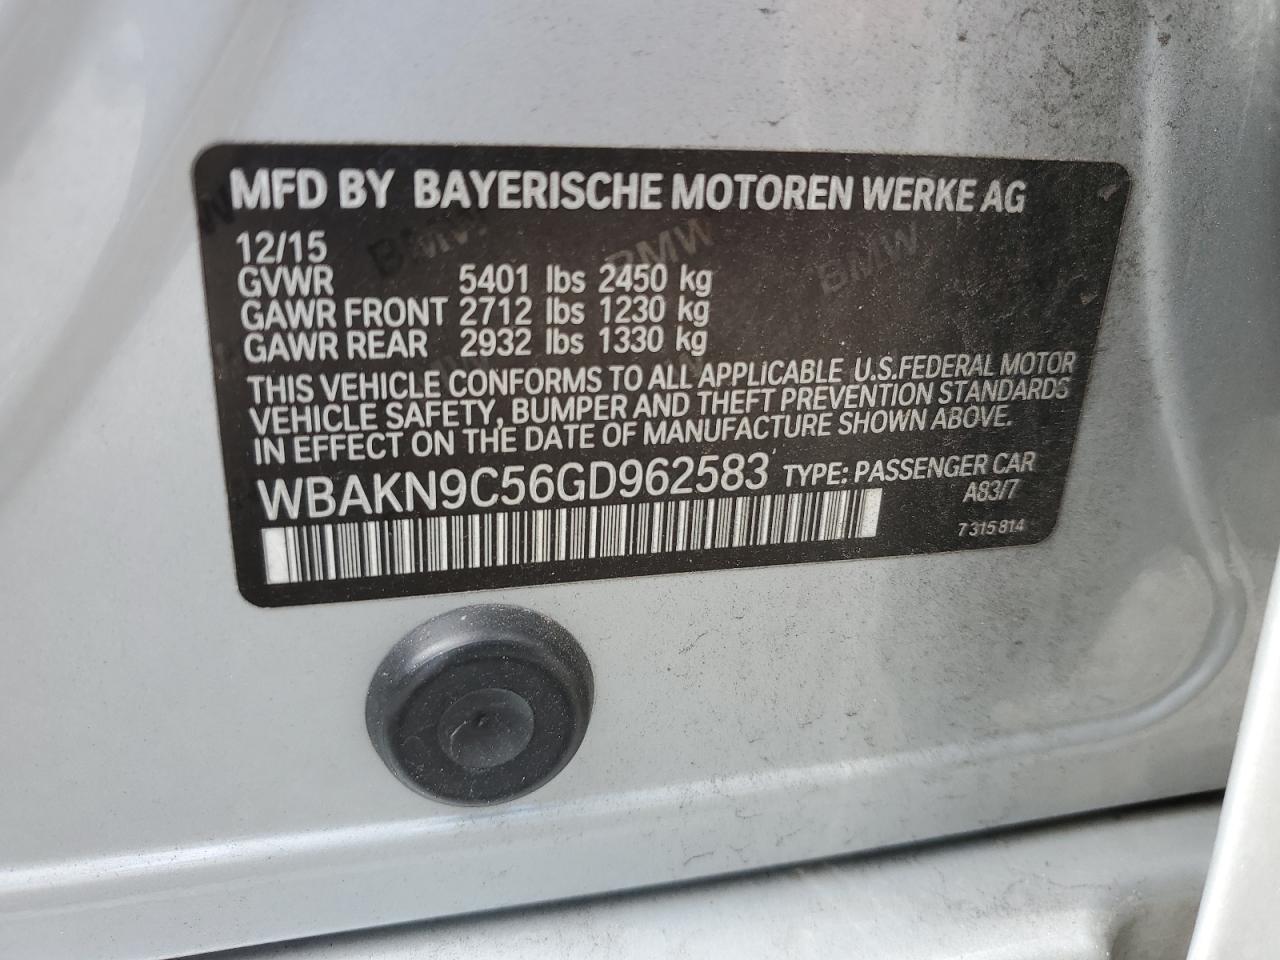 MFD BY BAYERISCHE MOTOREN WERKE AG
12/15
GVWR 5401 lbs 2450 kg
GAWR FRONT 2712 lbs 1230 kg
GAWR REAR 2932 lbs 1330 kg
THIS VEHICLE CONFORMS TO ALL APPLICABLE U.S.FEDERAL MOTOR
VEHICLE SAFETY, BUMPER AND THEFT PREVENTION STANDARDS
IN EFFECT ON THE DATE OF MANUFACTURE SHOWN ABOVE.
WBAKN9C56GD962583 TYPE: PASSENGER CAR
A83/7
7 315 814
BMW
BMW
BMW